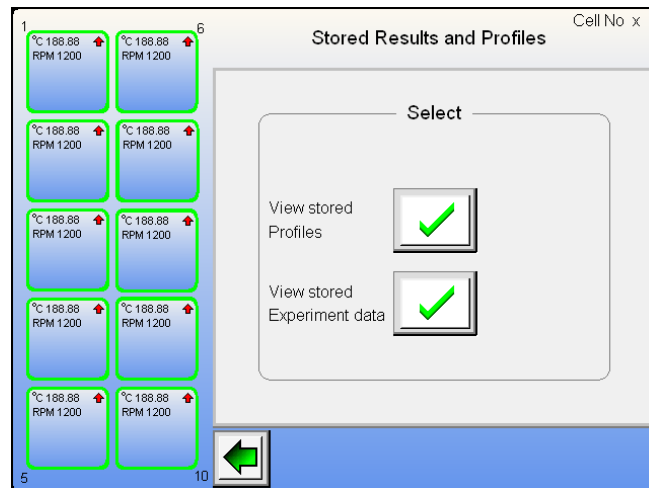 1
6
°C 188.88
RPM 1200
°C 188.88
RPM 1200
°C 188.88
RPM 1200
°C 188.88
RPM 1200
°C 188.88
RPM 1200
°C 188.88
RPM 1200
°C 188.88
RPM 1200
°C 188.88
RPM 1200
°C 188.88
RPM 1200
°C 188.88
RPM 1200
5
10
Cell No x
Stored Results and Profiles
Select
View stored
Profiles
View stored
Experiment data